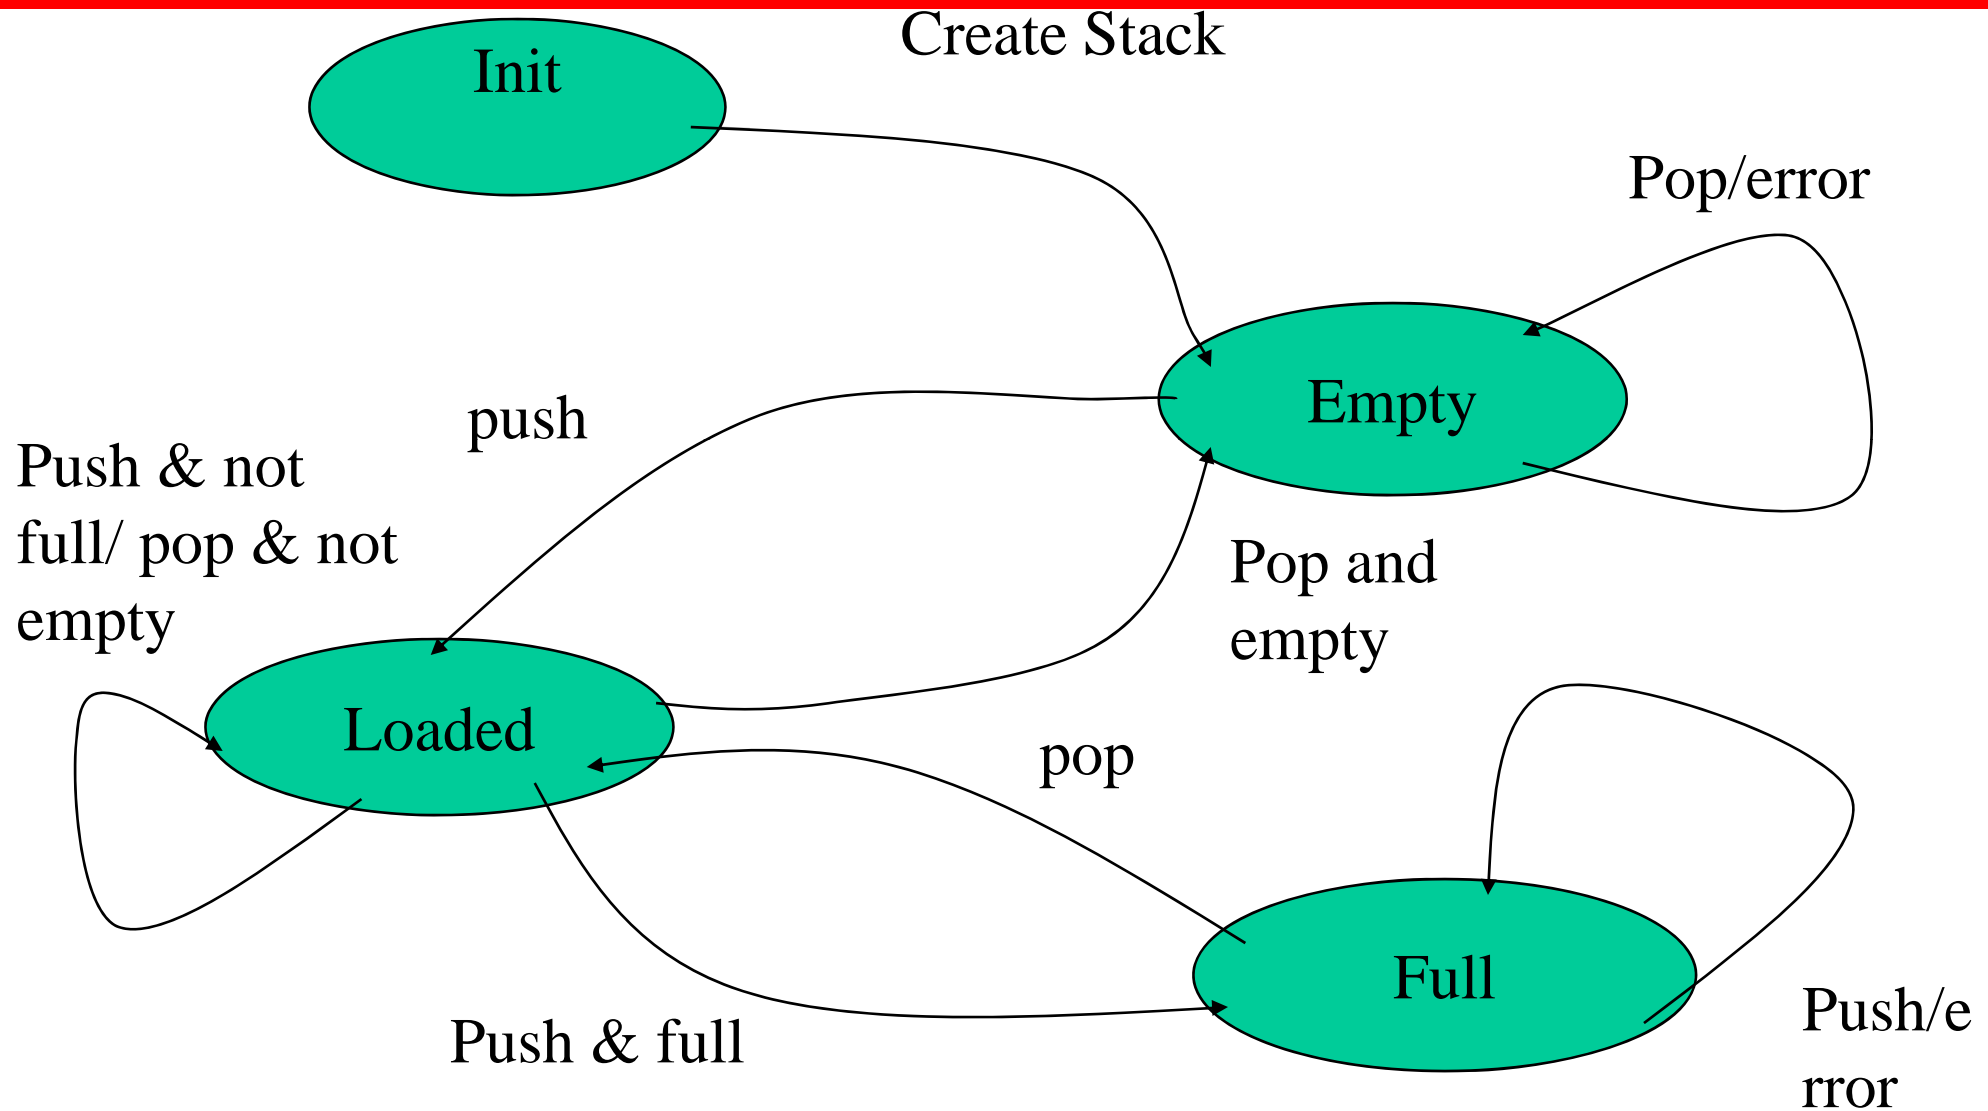 Create Stack
Init
Pop/error
Empty
push
Push & not
full/ pop & not
empty
Pop and
empty
Loaded
pop
Full
Push & full
Push/e
rror